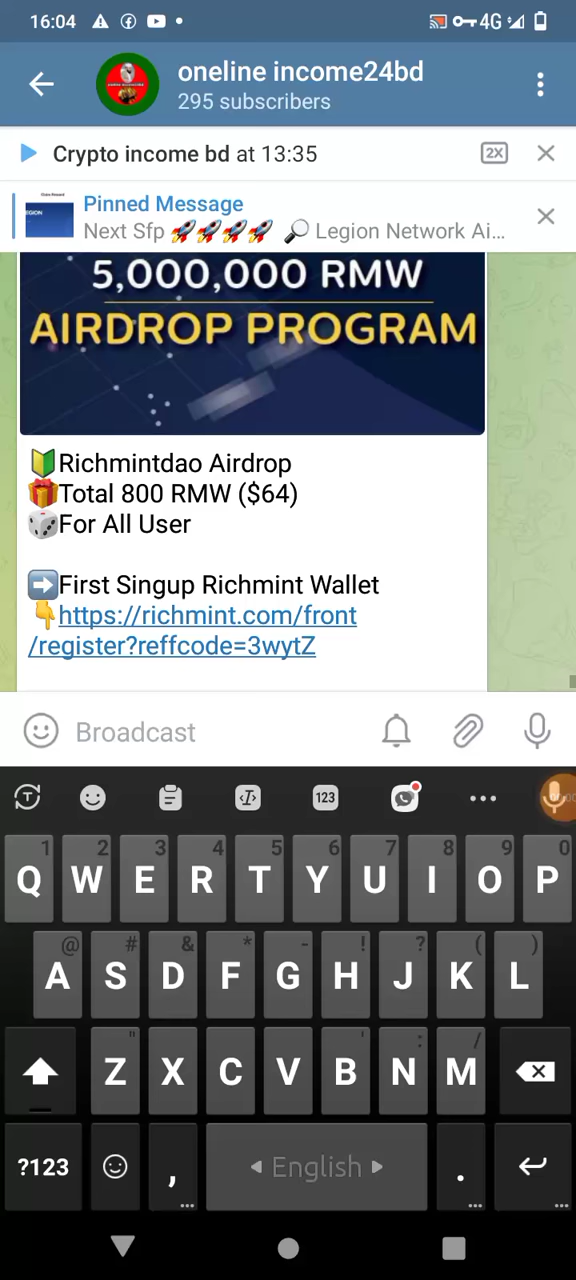 16:04
4G
oneline income24bd
295 subscribers
Crypto income bd at 13:35
2X
Pinned Message
Next Sfp 🚀🚀🚀🚀 🔎 Legion Network Ai...
5,000,000 RMW
AIRDROP PROGRAM
🔰Richmintdao Airdrop
🎁Total 800 RMW ($64)
🎲For All User
➡️First Singup Richmint Wallet
👇https://richmint.com/front
/register?reffcode=3wytZ
Broadcast
123
1 2 3 4 5 6 7 8 9 0
Q W E R T Y U I O P
@ # & * - ! ? ( )
A S D F G H J K L
" ' : /
Z X C V B N M
?123 , English .